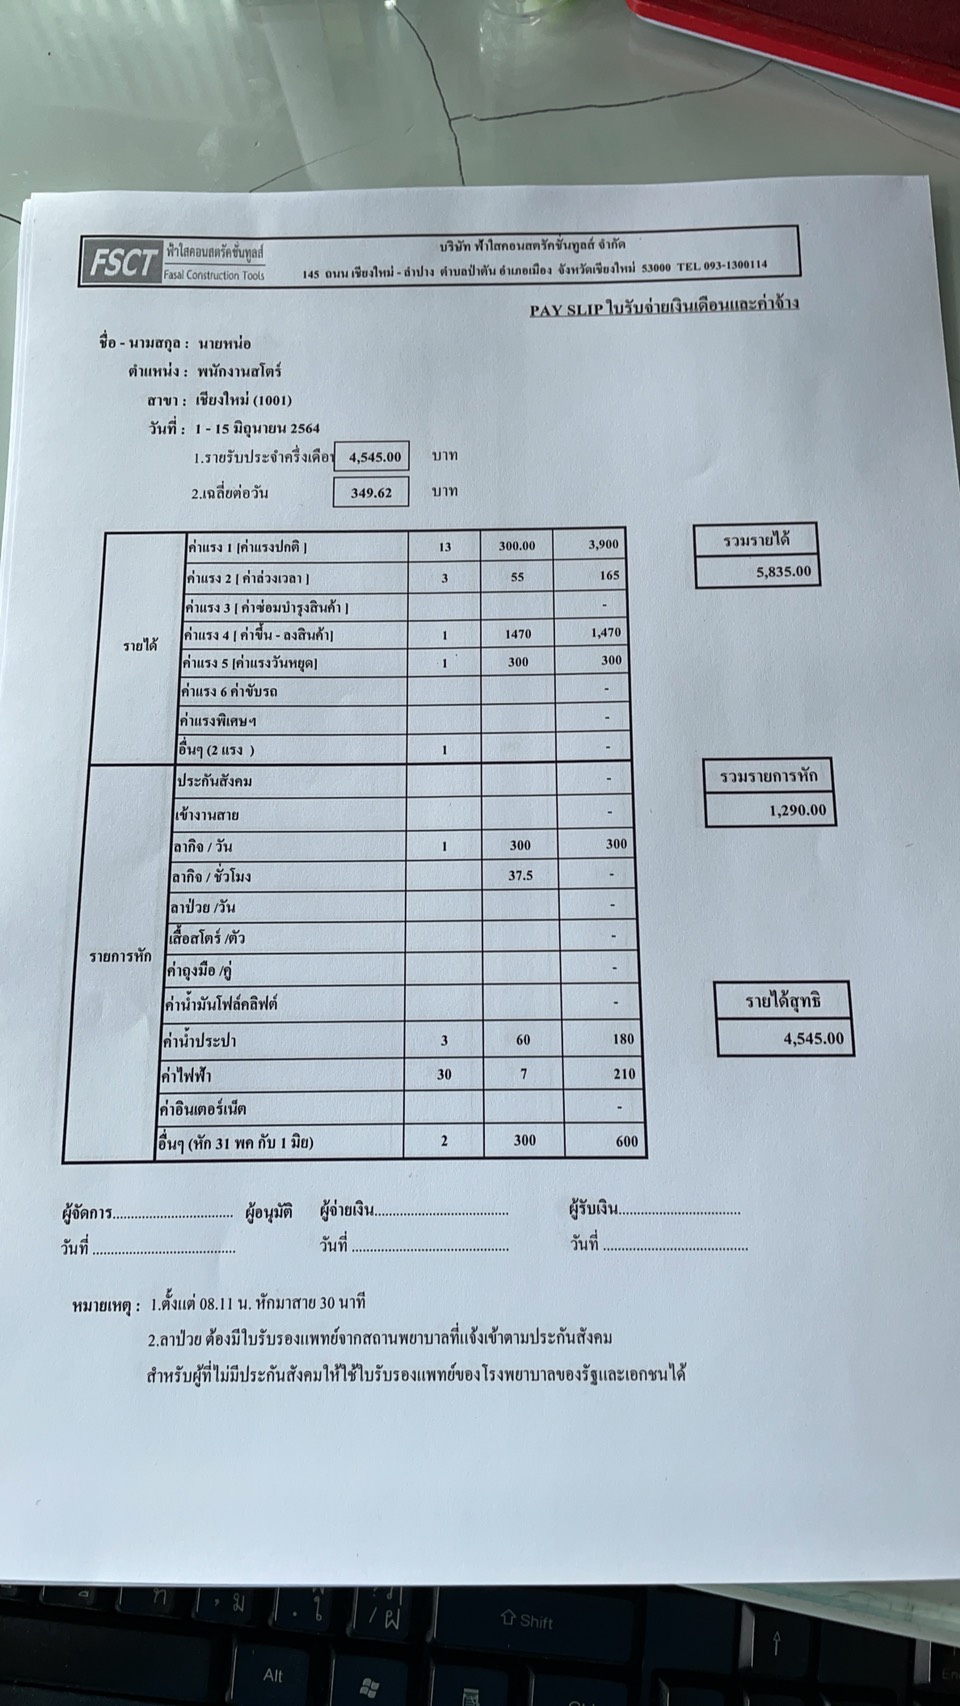 FSCT ฟ้าใสคอนสตรัคชั่นทูลส์
Fasai Construction Tools
บริษัท ฟ้าใสคอนสตรัคชั่นทูลส์ จำกัด
145 ถนน เชียงใหม่ - ลำปาง ตำบลป่าตัน อำเภอเมือง จังหวัดเชียงใหม่ 53000 TEL 093-1300114
PAY SLIP ใบรับจ่ายเงินเดือนและค่าจ้าง
ชื่อ - นามสกุล : นายหน่อ
ตำแหน่ง : พนักงานสโตร์
สาขา : เชียงใหม่ (1001)
วันที่ : 1 - 15 มิถุนายน 2564
1.รายรับประจำครึ่งเดือน 4,545.00 บาท
2.เฉลี่ยต่อวัน 349.62 บาท
รายได้
ค่าแรง 1 [ค่าแรงปกติ ] 13 300.00 3,900
ค่าแรง 2 [ ค่าล่วงเวลา ] 3 55 165
ค่าแรง 3 [ ค่าซ่อมบำรุงสินค้า ] -
ค่าแรง 4 [ ค่าขึ้น - ลงสินค้า] 1 1470 1,470
ค่าแรง 5 [ค่าแรงวันหยุด] 1 300 300
ค่าแรง 6 ค่าขับรถ -
ค่าแรงพิเศษฯ -
อื่นๆ (2 แรง ) 1 -
รวมรายได้
5,835.00
รายการหัก
ประกันสังคม -
เข้างานสาย -
ลากิจ / วัน 1 300 300
ลากิจ / ชั่วโมง 37.5 -
ลาป่วย /วัน -
เสื้อสโตร์ /ตัว -
ค่าถุงมือ /คู่ -
ค่าน้ำมันโฟล์คลิฟต์ -
ค่าน้ำประปา 3 60 180
ค่าไฟฟ้า 30 7 210
ค่าอินเตอร์เน็ต -
อื่นๆ (หัก 31 พค กับ 1 มิย) 2 300 600
รวมรายการหัก
1,290.00
รายได้สุทธิ
4,545.00
ผู้จัดการ................................ ผู้อนุมัติ ผู้จ่ายเงิน.................................... ผู้รับเงิน.................................
วันที่ ....................................... วันที่ ........................................... วันที่ .......................................
หมายเหตุ : 1.ตั้งแต่ 08.11 น. หักมาสาย 30 นาที
2.ลาป่วย ต้องมีใบรับรองแพทย์จากสถานพยาบาลที่แจ้งเข้าตามประกันสังคม
สำหรับผู้ที่ไม่มีประกันสังคมให้ใช้ใบรับรองแพทย์ของโรงพยาบาลของรัฐและเอกชนได้
Shift
Alt